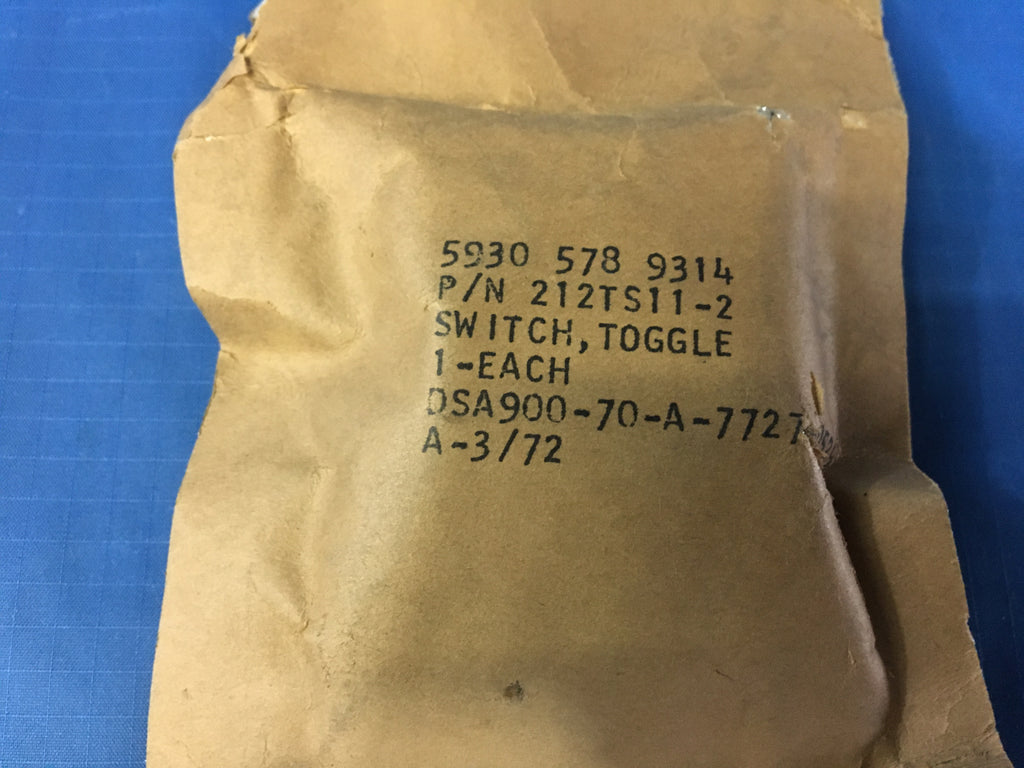 5930 578 9314
P/N 212TS11-2
SWITCH,TOGGLE
1-EACH
DSA900-70-A-7727
A-3/72